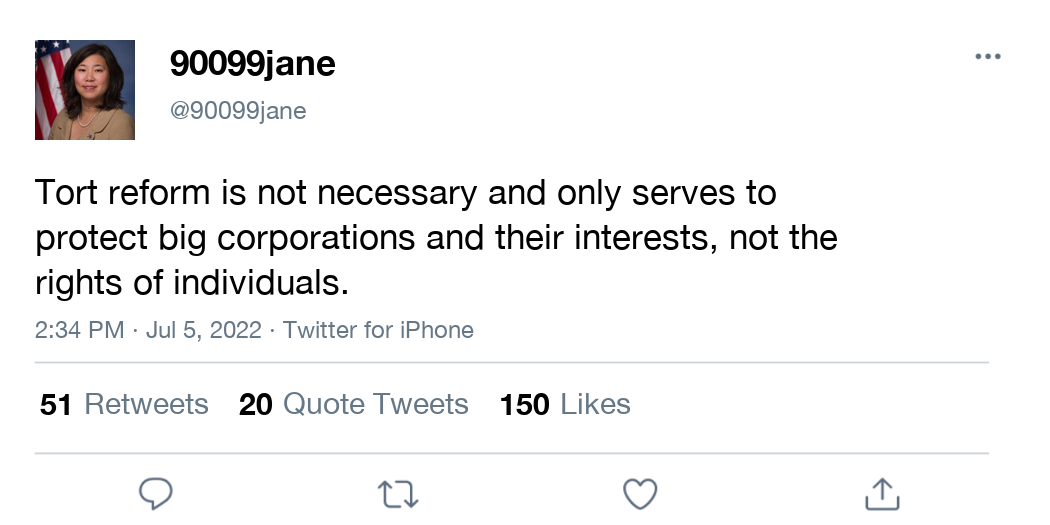 90099jane
@90099jane
Tort reform is not necessary and only serves to
protect big corporations and their interests, not the
rights of individuals.
2:34 PM · Jul 5, 2022 · Twitter for iPhone
51 Retweets 20 Quote Tweets 150 Likes